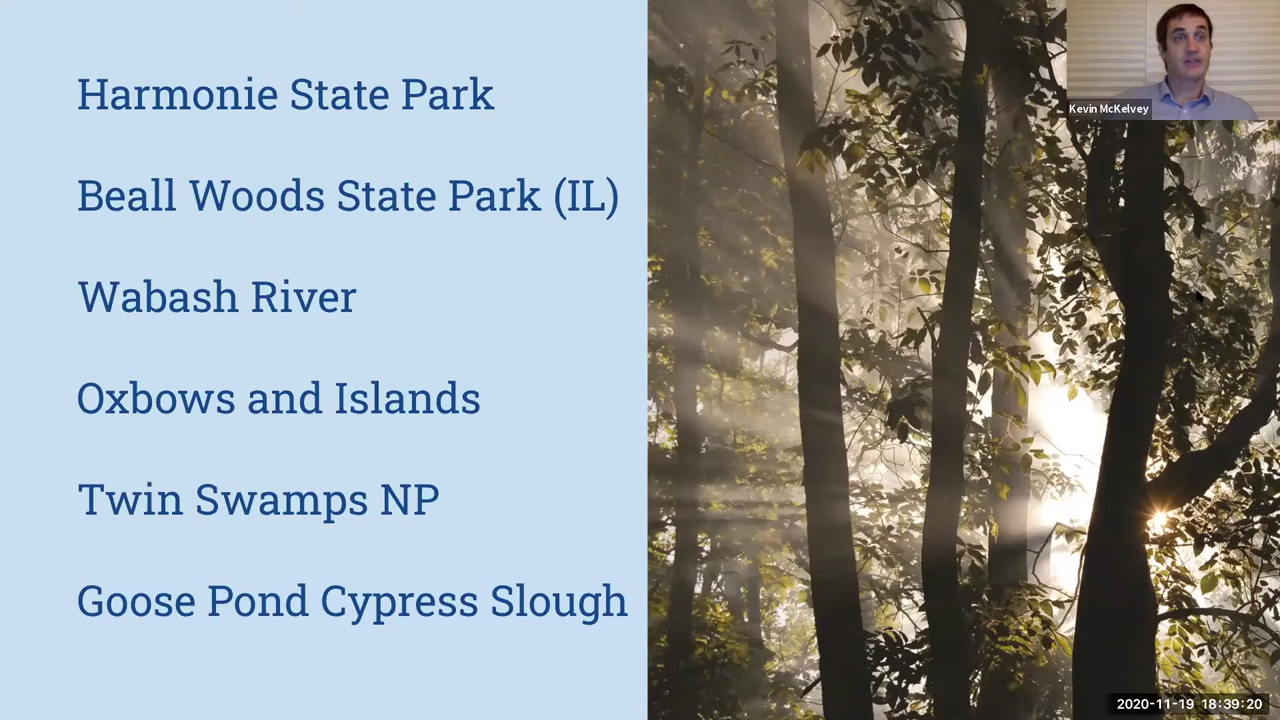 Harmonie State Park
Beall Woods State Park (IL)
Wabash River
Oxbows and Islands
Twin Swamps NP
Goose Pond Cypress Slough
Kevin McKelvey
2020-11-19 18:39:20